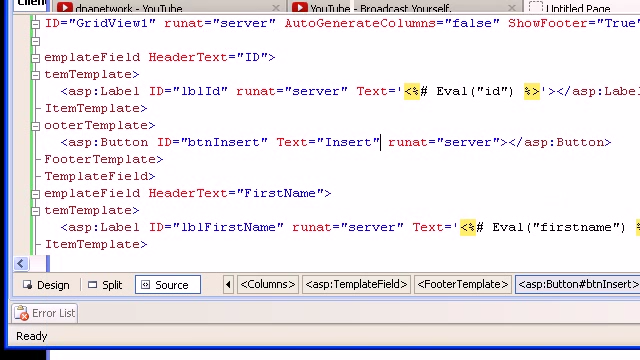 Client
dnanetwork - YouTube
YouTube - Broadcast Yourself.
Untitled Page
ID="GridView1" runat="server" AutoGenerateColumns="false" ShowFooter="True"
emplateField HeaderText="ID">
temTemplate>
<asp:Label ID="lblId" runat="server" Text='<%# Eval("id") %>'></asp:Label
ItemTemplate>
ooterTemplate>
<asp:Button ID="btnInsert" Text="Insert" runat="server"></asp:Button>
FooterTemplate>
TemplateField>
emplateField HeaderText="FirstName">
temTemplate>
<asp:Label ID="lblFirstName" runat="server" Text='<%# Eval("firstname") %
ItemTemplate>
Design Split Source <Columns> <asp:TemplateField> <FooterTemplate> <asp:Button#btnInsert>
Error List
Ready